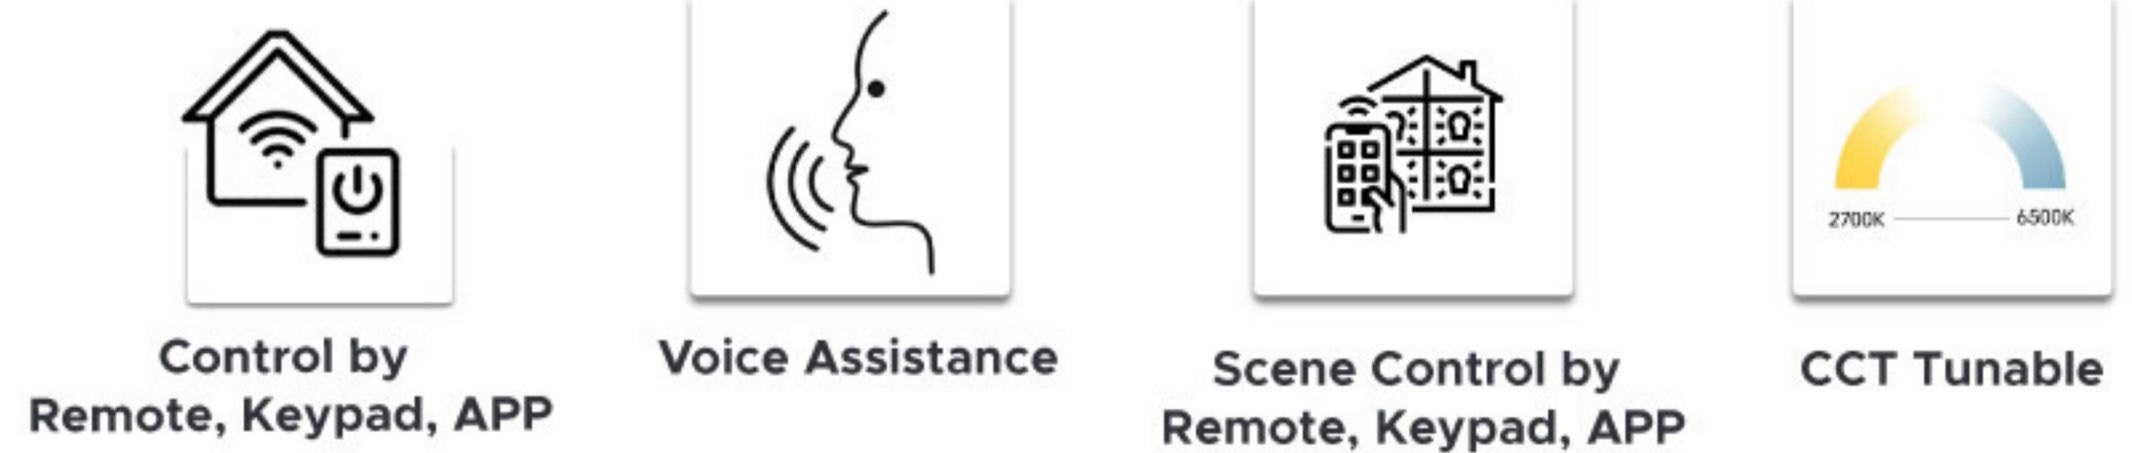 Control by
Remote, Keypad, APP
Voice Assistance
Scene Control by
Remote, Keypad, APP
2700K
6500K
CCT Tunable